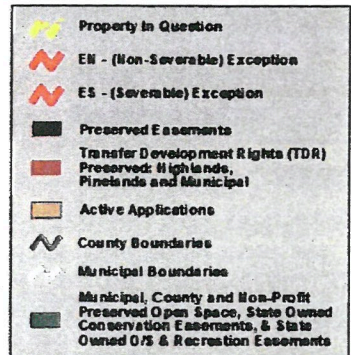 Property In Question
EN - (Non-Severable) Exception
ES - (Severable) Exception
Preserved Easements
Transfer Development Rights (TDR)
Preserved: Highlands,
Pinelands and Municipal
Active Applications
County Boundaries
Municipal Boundaries
Municipal, County and Non-Profit
Preserved Open Space, State Owned
Conservation Easements, & State
Owned O/S & Recreation Easements